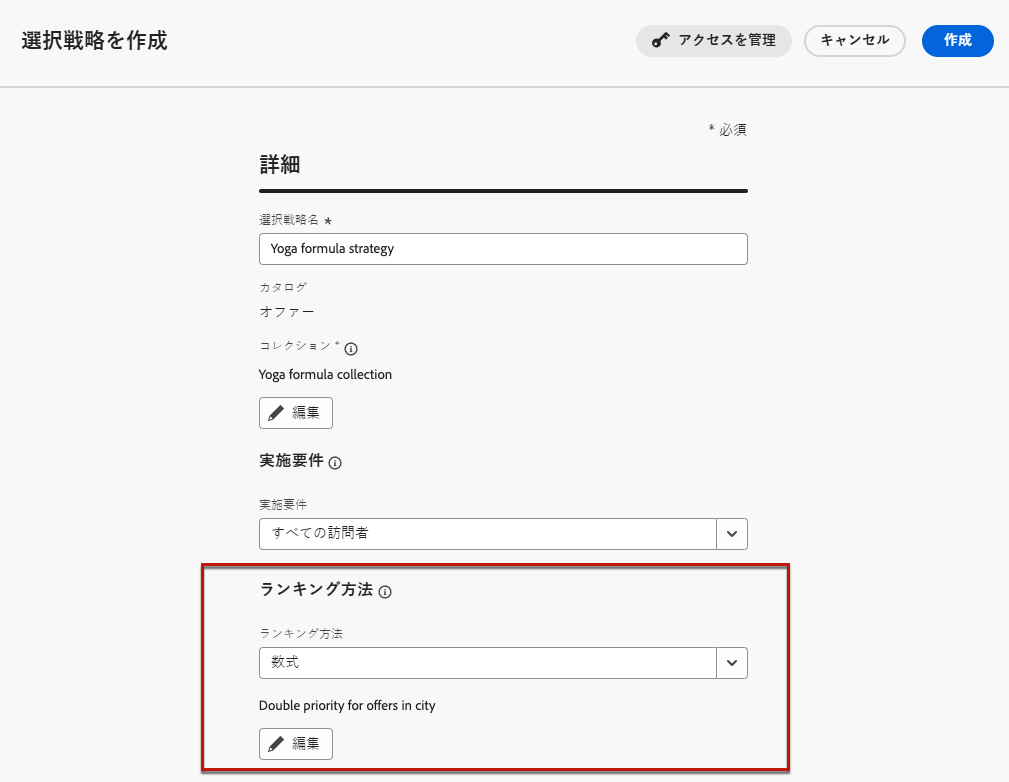 選択戦略を作成
アクセスを管理
キャンセル
作成
* 必須
詳細
選択戦略名 *
Yoga formula strategy
カタログ
オファー
コレクション *
Yoga formula collection
編集
実施要件
実施要件
すべての訪問者
ランキング方法
ランキング方法
数式
Double priority for offers in city
編集